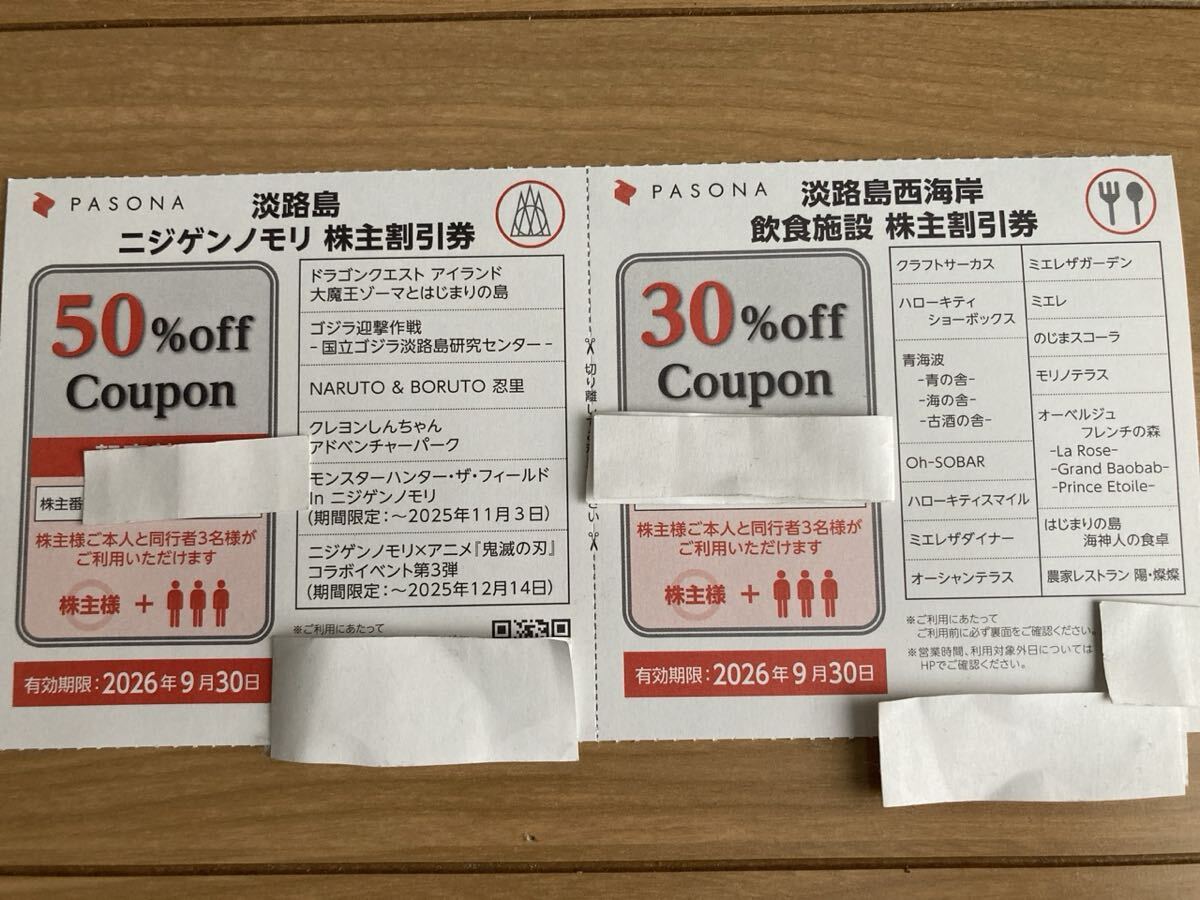 PASONA
淡路島
ニジゲンノモリ 株主割引券
50%off
Coupon
株主番
株主様ご本人と同行者3名様が
ご利用いただけます
株主様 +
有効期限:2026年9月30日
ドラゴンクエスト アイランド
大魔王ゾーマとはじまりの島
ゴジラ迎撃作戦
- 国立ゴジラ淡路島研究センター -
NARUTO & BORUTO 忍里
クレヨンしんちゃん
アドベンチャーパーク
モンスターハンター・ザ・フィールド
In ニジゲンノモリ
(期間限定:~2025年11月3日)
ニジゲンノモリ×アニメ『鬼滅の刃』
コラボイベント第3弾
(期間限定:~2025年12月14日)
※ご利用にあたって
切り離し
PASONA
淡路島西海岸
飲食施設 株主割引券
30%off
Coupon
株主様ご本人と同行者3名様が
ご利用いただけます
株主様 +
有効期限:2026年9月30日
クラフトサーカス
ハローキティ
ショーボックス
青海波
-青の舎-
-海の舎-
-古酒の舎-
Oh-SOBAR
ハローキティスマイル
ミエレザダイナー
オーシャンテラス
ミエレザガーデン
ミエレ
のじまスコーラ
モリノテラス
オーベルジュ
フレンチの森
-La Rose-
-Grand Baobab-
-Prince Etoile-
はじまりの島
海神人の食卓
農家レストラン 陽・燦燦
※ご利用にあたって
ご利用前に必ず裏面をご確認ください。
※営業時間、利用対象外日については
HPでご確認ください。